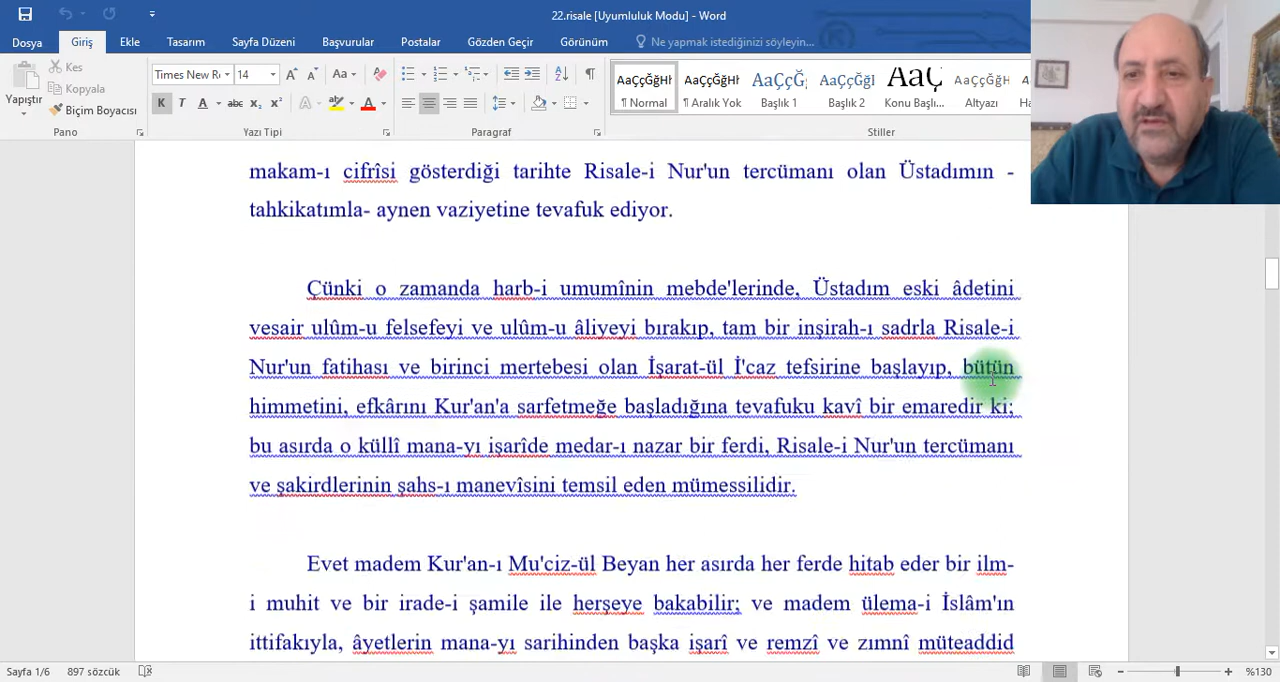 22.risale [Uyumluluk Modu] - Word
Dosya Giriş Ekle Tasarım Sayfa Düzeni Başvurular Postalar Gözden Geçir Görünüm Ne yapmak istediğinizi söyleyin...
Yapıştır
Kes
Kopyala
Biçim Boyacısı
Pano
Times New Ro 14
K T A abc x₂ x² A A
Yazı Tipi
Paragraf
AaÇçĞğHł AaÇçĞğHł AaÇçĞğ AaÇçĞğI AaÇ AaÇçĞğH
¶ Normal ¶ Aralık Yok Başlık 1 Başlık 2 Konu Başlı... Altyazı Ha
Stiller
makam-ı cifrîsi gösterdiği tarihte Risale-i Nur'un tercümanı olan Üstadımın -
tahkikatımla- aynen vaziyetine tevafuk ediyor.
Çünki o zamanda harb-i umumînin mebde'lerinde, Üstadım eski âdetini
vesair ulûm-u felsefeyi ve ulûm-u âliyeyi bırakıp, tam bir inşirah-ı sadrla Risale-i
Nur'un fatihası ve birinci mertebesi olan İşarat-ül İ'caz tefsirine başlayıp, bütün
himmetini, efkârını Kur'an'a sarfetmeğe başladığına tevafuku kavî bir emaredir ki;
bu asırda o küllî mana-yı işarîde medar-ı nazar bir ferdi, Risale-i Nur'un tercümanı
ve şakirdlerinin şahs-ı manevîsini temsil eden mümessilidir.
Evet madem Kur'an-ı Mu'ciz-ül Beyan her asırda her ferde hitab eder bir ilm-
i muhit ve bir irade-i şamile ile herşeye bakabilir; ve madem ülema-i İslâm'ın
ittifakıyla, âyetlerin mana-yı sarihinden başka işarî ve remzî ve zımnî müteaddid
Sayfa 1/6 897 sözcük
%130